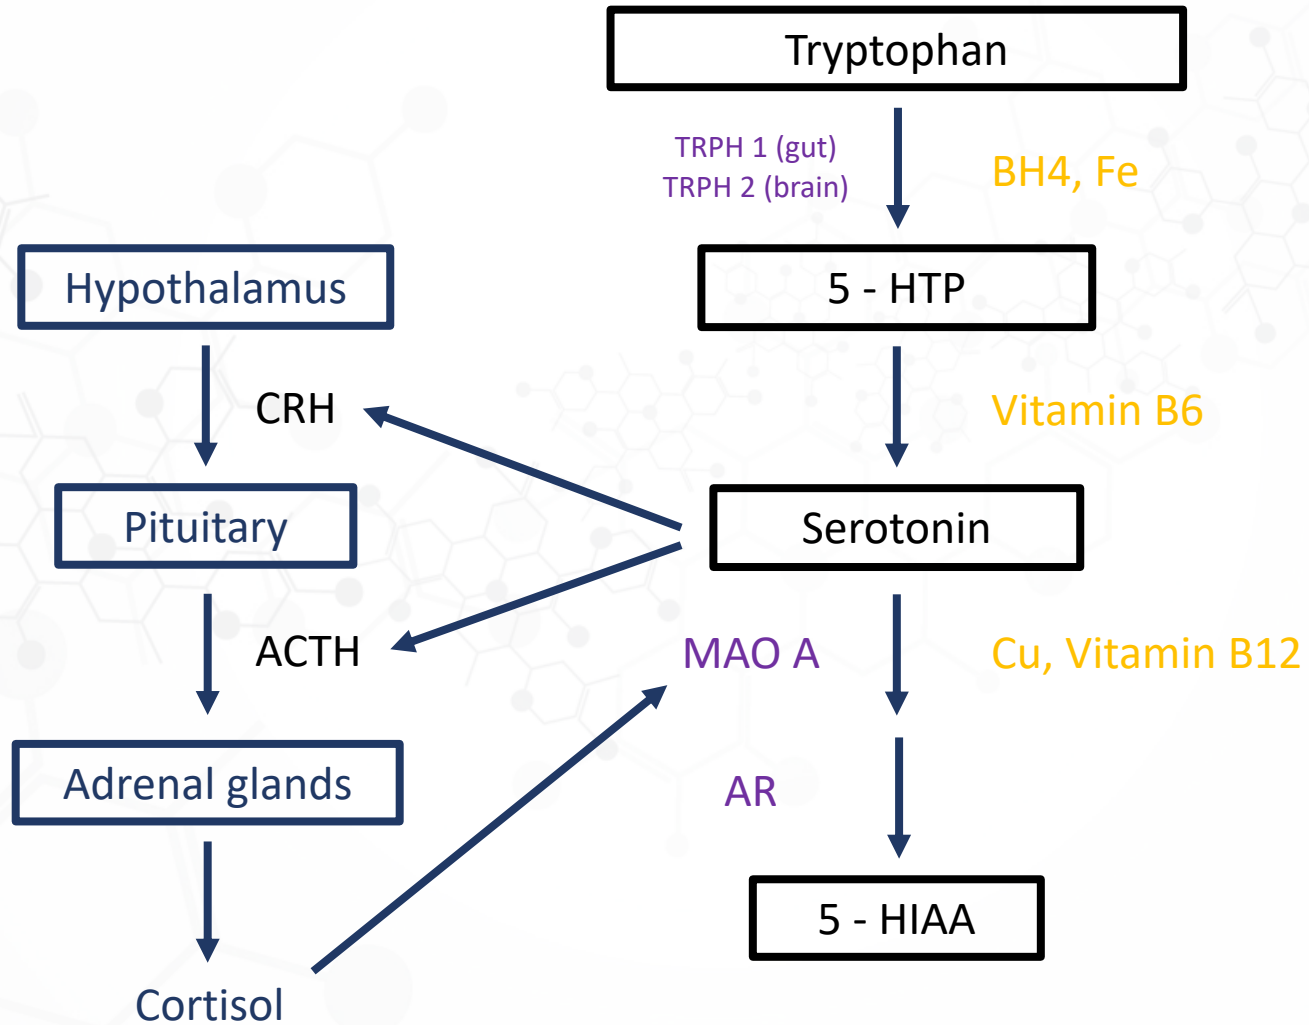 Tryptophan
TRPH 1 (gut)
TRPH 2 (brain)
BH4, Fe
Hypothalamus
5 - HTP
CRH
Vitamin B6
Pituitary
Serotonin
ACTH
MAO A
Cu, Vitamin B12
Adrenal glands
AR
5 - HIAA
Cortisol